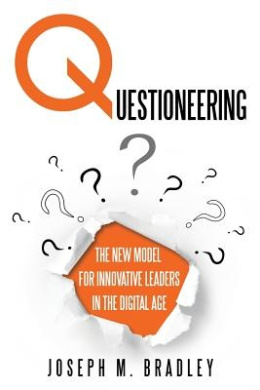 QUESTIONEERING
?
? ? ? ?
? ?
? ?
THE NEW MODEL
FOR INNOVATIVE LEADERS
IN THE DIGITAL AGE
JOSEPH M. BRADLEY